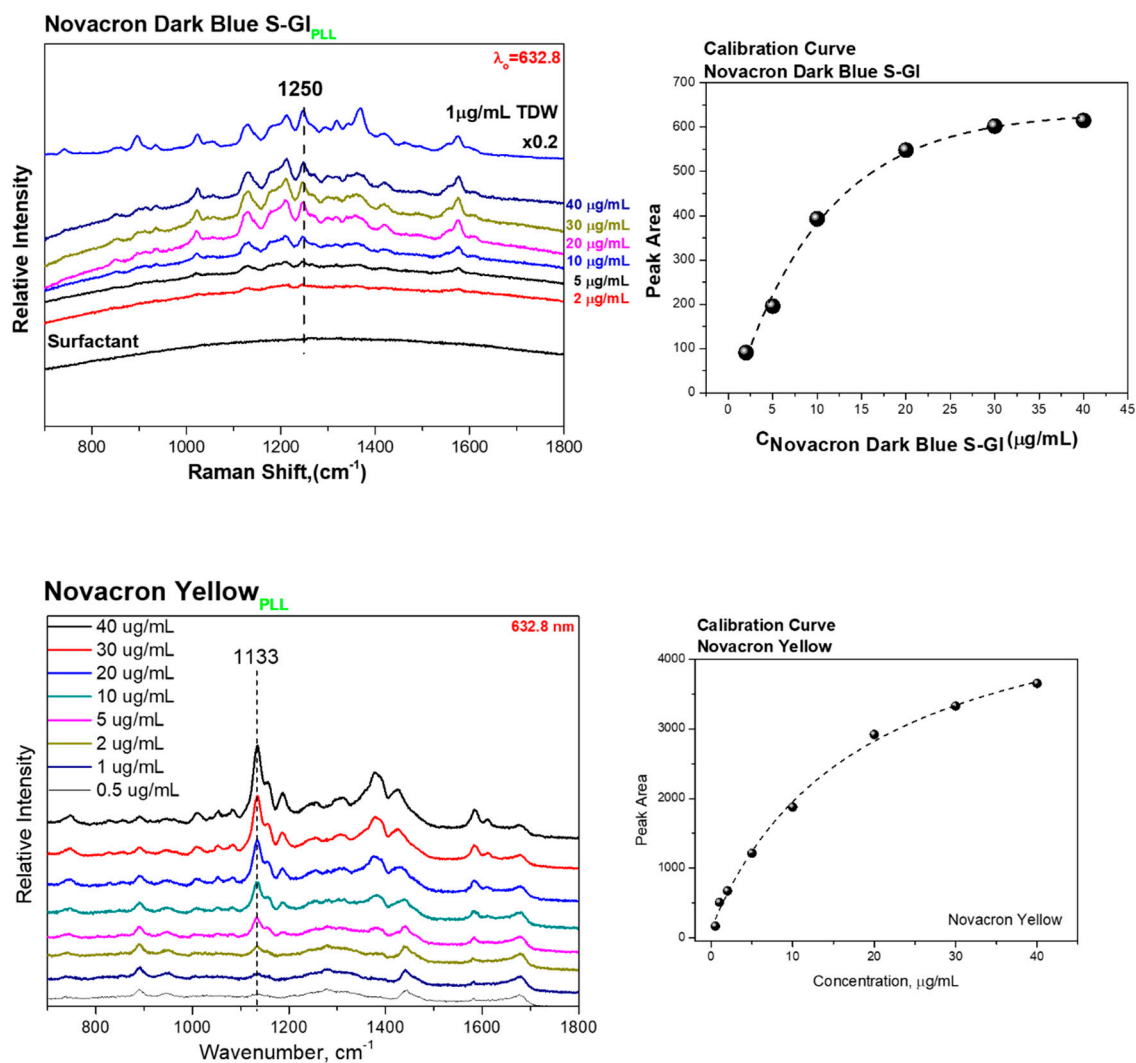 Novacron Dark Blue S-GI PLL
λo=632.8
1250
1μg/mL TDW
x0.2
40 μg/mL
30 μg/mL
20 μg/mL
10 μg/mL
5 μg/mL
2 μg/mL
Surfactant
Relative Intensity
800 1000 1200 1400 1600 1800
Raman Shift,(cm-1)
Calibration Curve
Novacron Dark Blue S-GI
700
600
500
400
300
200
100
0
Peak Area
0 5 10 15 20 25 30 35 40 45
CNovacron Dark Blue S-GI (μg/mL)
Novacron Yellow PLL
632.8 nm
1133
40 ug/mL
30 ug/mL
20 ug/mL
10 ug/mL
5 ug/mL
2 ug/mL
1 ug/mL
0.5 ug/mL
Relative Intensity
800 1000 1200 1400 1600 1800
Wavenumber, cm-1
Calibration Curve
Novacron Yellow
4000
3000
2000
1000
0
Peak Area
Novacron Yellow
0 10 20 30 40
Concentration, μg/mL